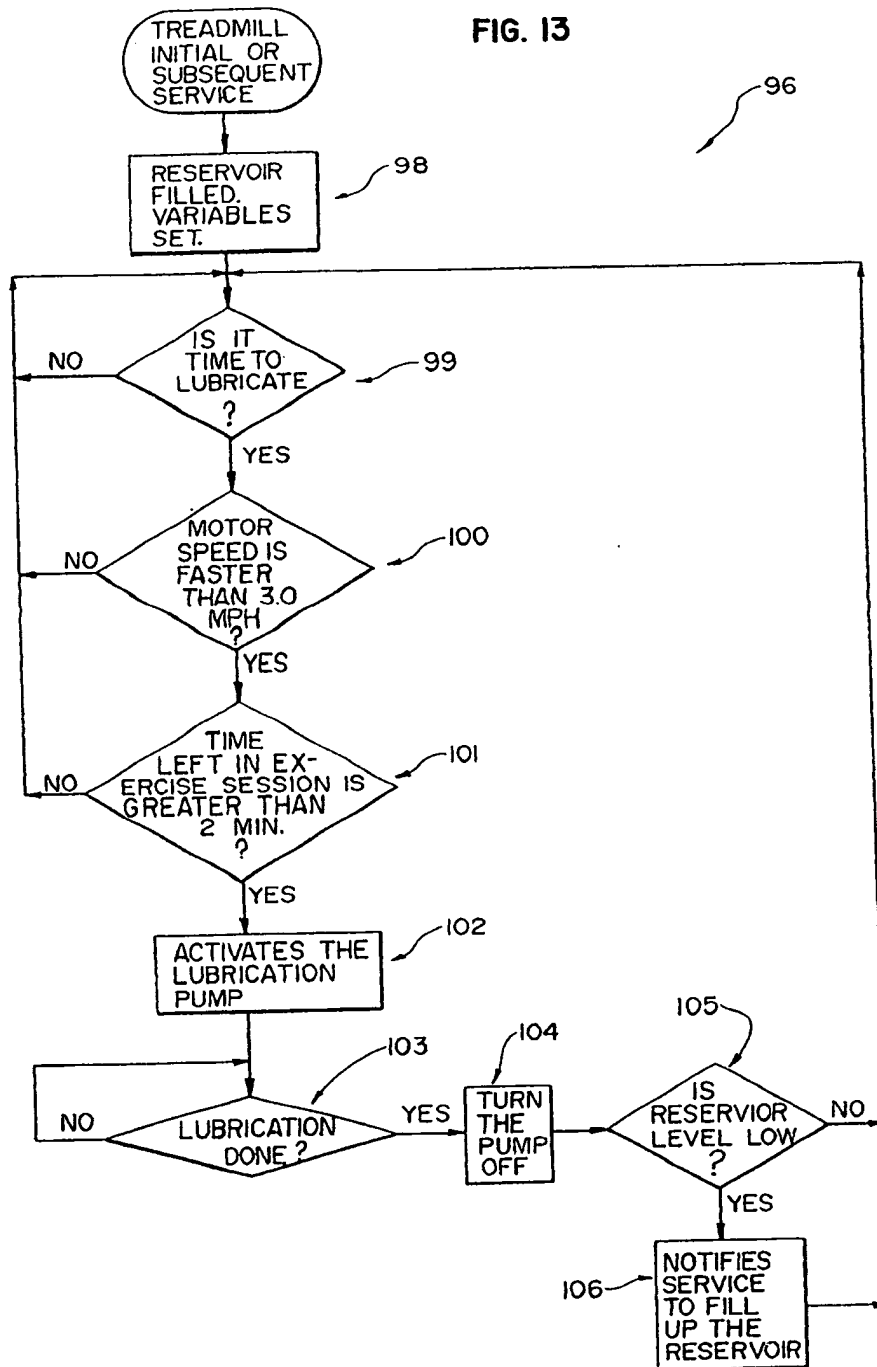 FIG. 13
TREADMILL
INITIAL OR
SUBSEQUENT
SERVICE
96
RESERVOIR
FILLED.
VARIABLES
SET.
98
IS IT
TIME TO
LUBRICATE
?
99
NO
YES
MOTOR
SPEED IS
FASTER
THAN 3.0
MPH
?
100
NO
YES
TIME
LEFT IN EX-
ERCISE SESSION IS
GREATER THAN
2 MIN.
?
101
NO
YES
ACTIVATES THE
LUBRICATION
PUMP
102
LUBRICATION
DONE?
103
NO
YES
TURN
THE
PUMP
OFF
104
IS
RESERVIOR
LEVEL LOW
?
105
NO
YES
NOTIFIES
SERVICE
TO FILL
UP THE
RESERVOIR
106